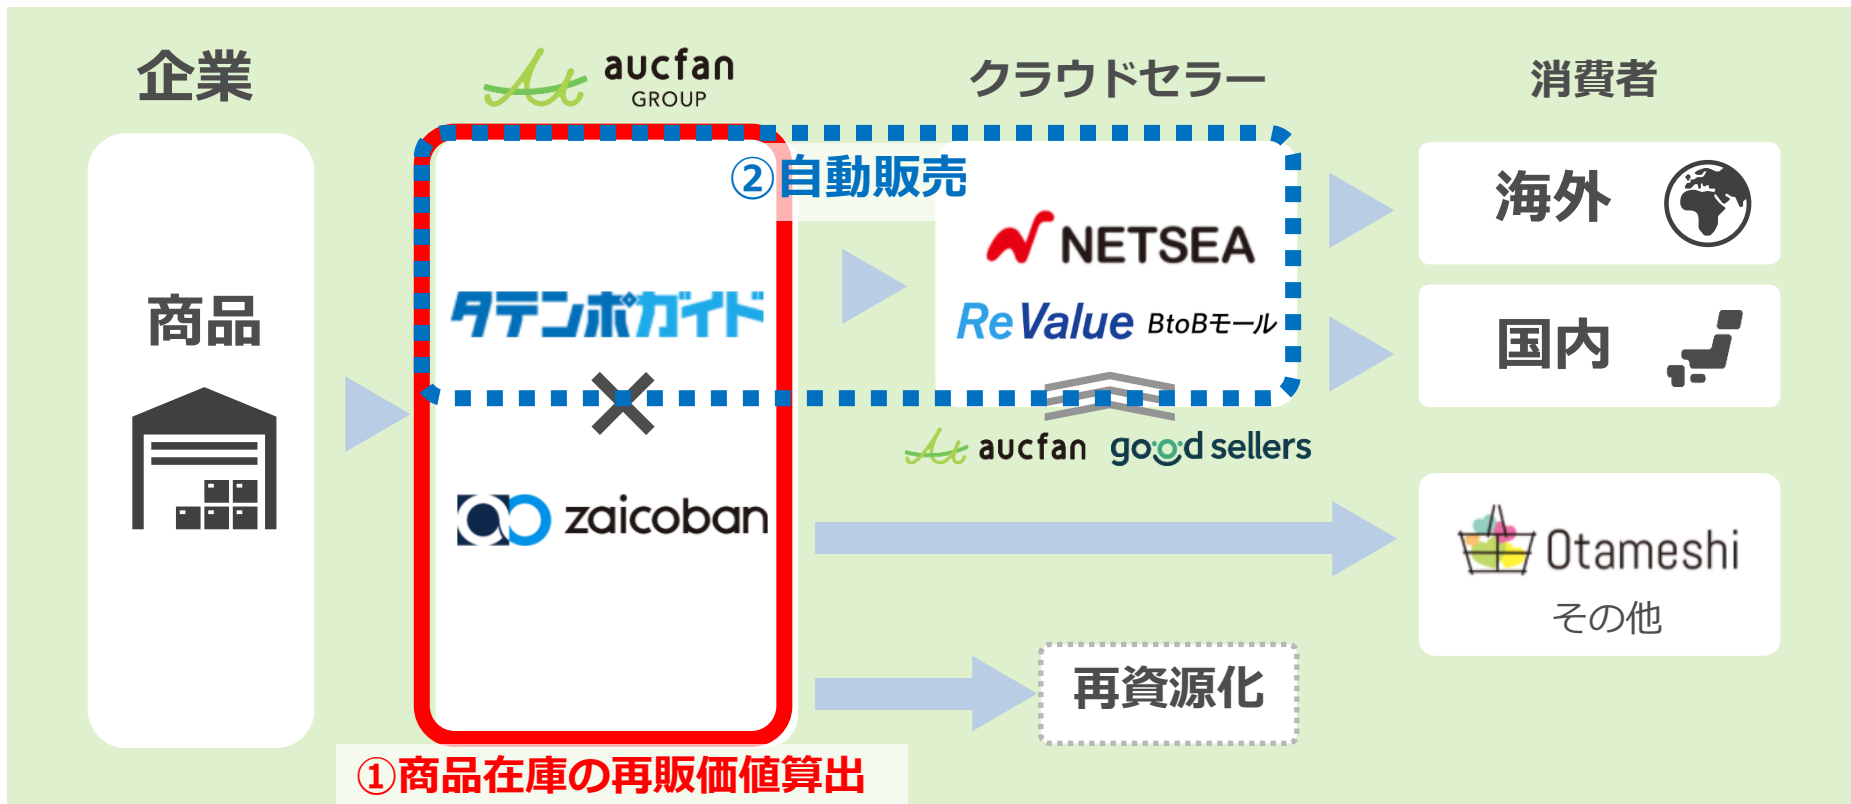 企業
aucfan
GROUP
クラウドセラー
消費者
②自動販売
商品
タテンポガイド
zaicoban
NETSEA
ReValue BtoBモール
aucfan good sellers
海外
国内
Otameshi
その他
再資源化
①商品在庫の再販価値算出